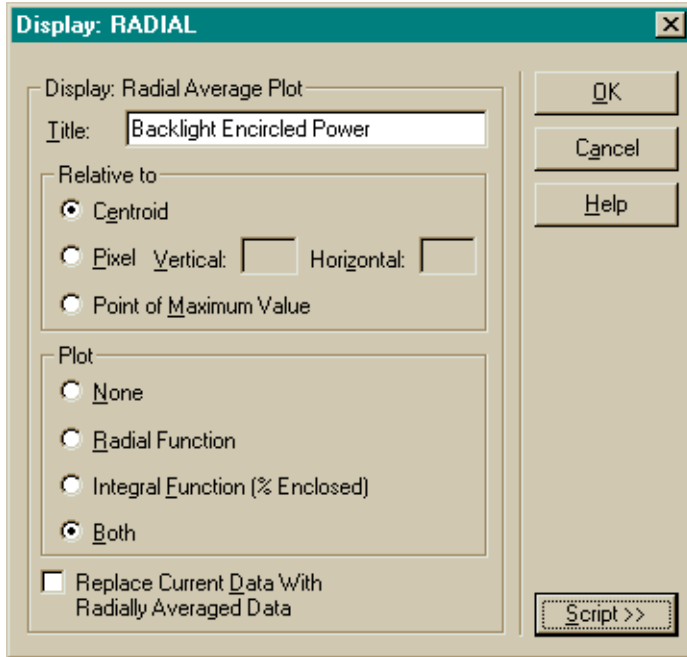 Display: RADIAL
Display: Radial Average Plot
Title: Backlight Encircled Power
Relative to
Centroid
Pixel Vertical: Horizontal:
Point of Maximum Value
Plot
None
Radial Function
Integral Function (% Enclosed)
Both
Replace Current Data With
Radially Averaged Data
OK
Cancel
Help
Script >>